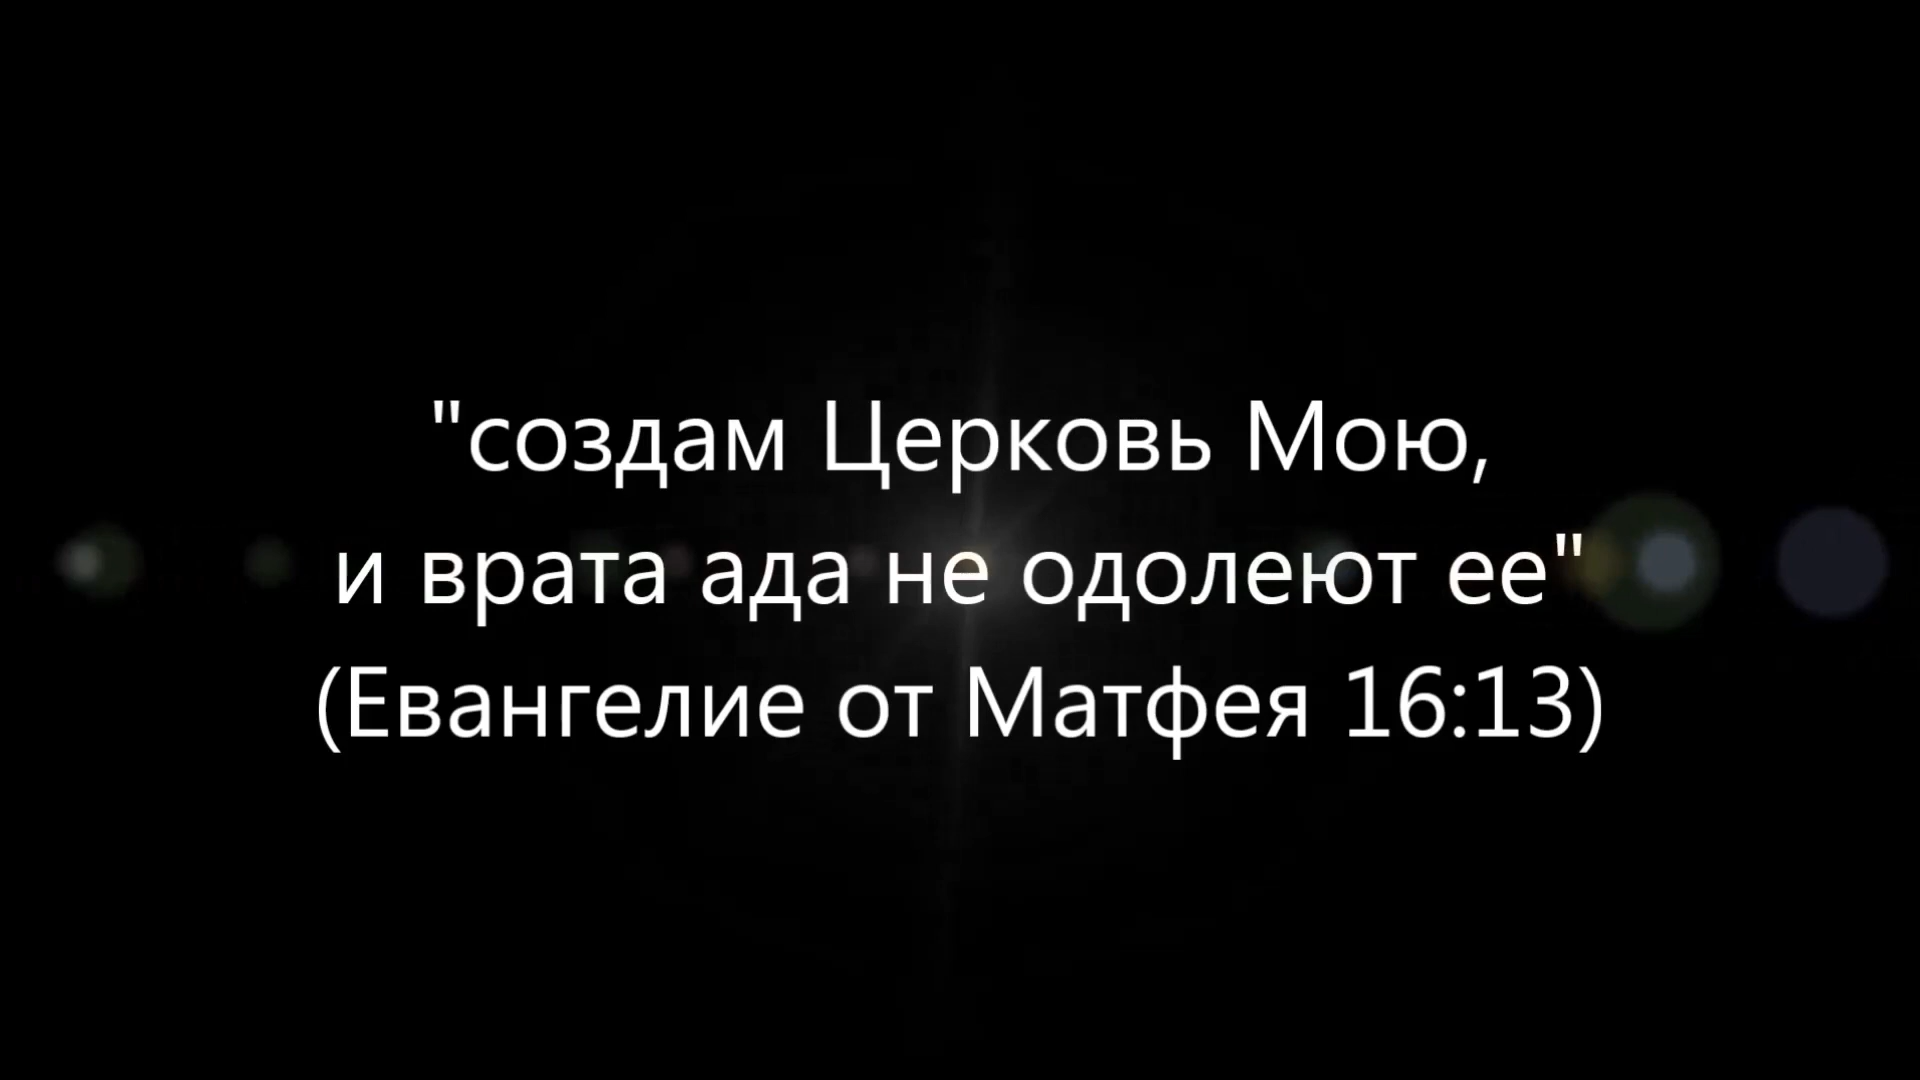 "создам Церковь Мою,
и врата ада не одолеют ее"
(Евангелие от Матфея 16:13)